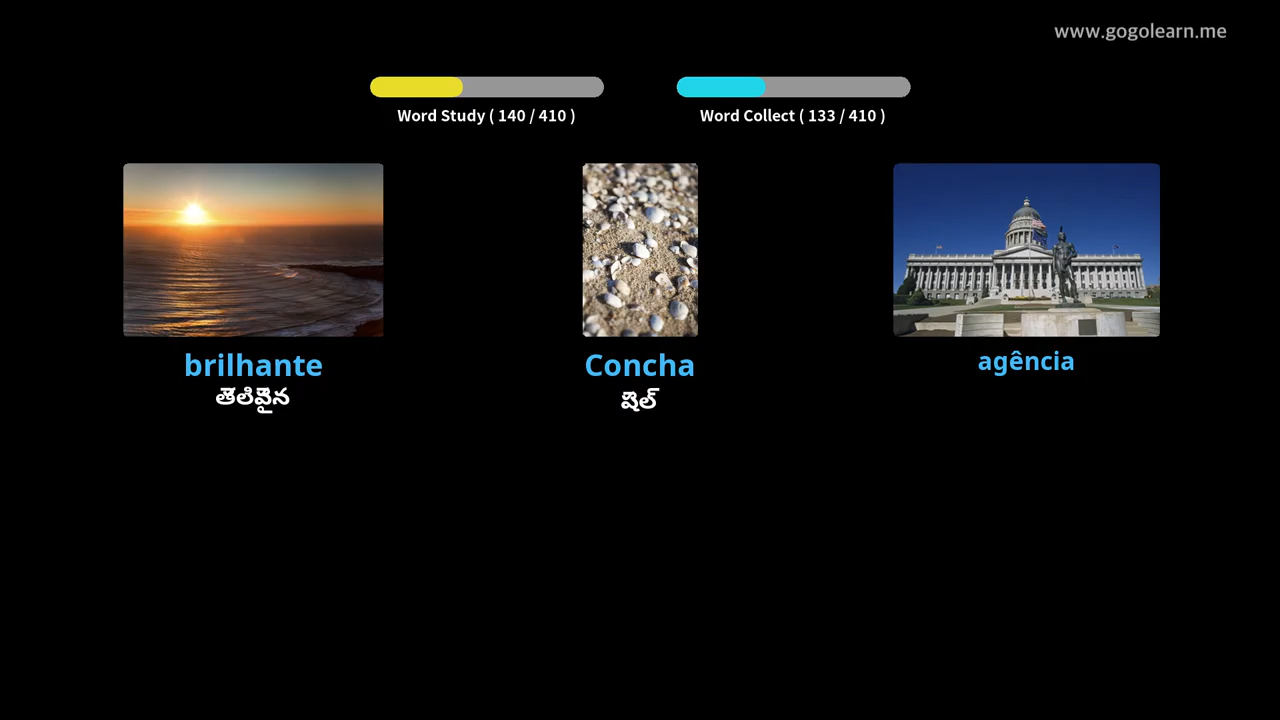 www.gogolearn.me
Word Study ( 140 / 410 )
Word Collect ( 133 / 410 )
brilhante
తెలివైన
Concha
షెల్
agência